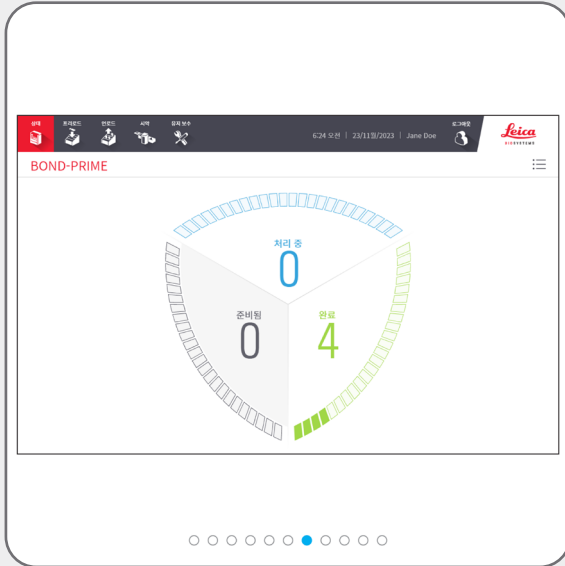 상태 프리로드 언로드 시작 유지 보수
6:24 오전 | 23/11월/2023 | Jane Doe
로그아웃
Leica
BIOSYSTEMS
BOND-PRIME
처리 중
0
준비됨
0
완료
4